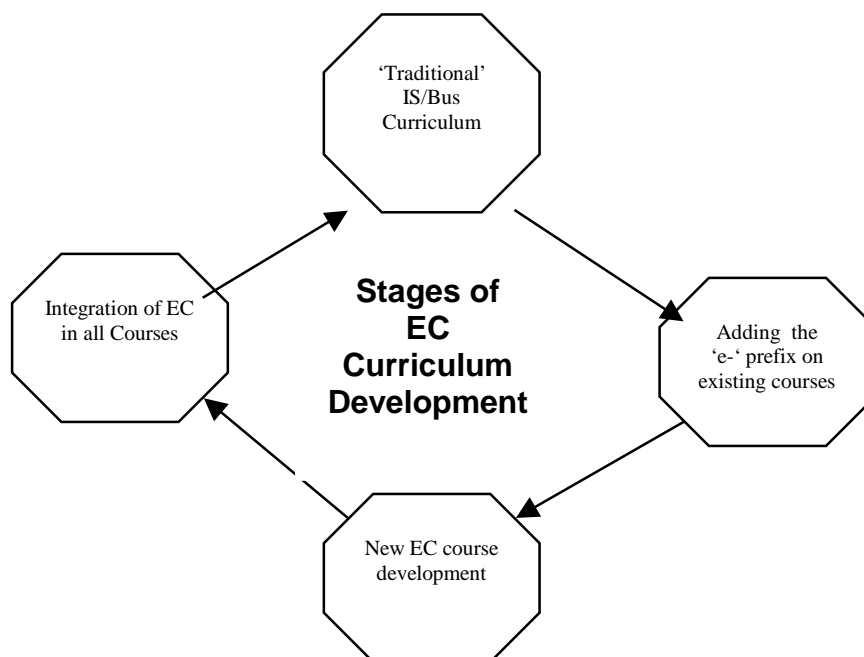 ‘Traditional’
IS/Bus
Curriculum
Integration of EC
in all Courses
Stages of
EC
Curriculum
Development
Adding the
‘e-‘ prefix on
existing courses
New EC course
development